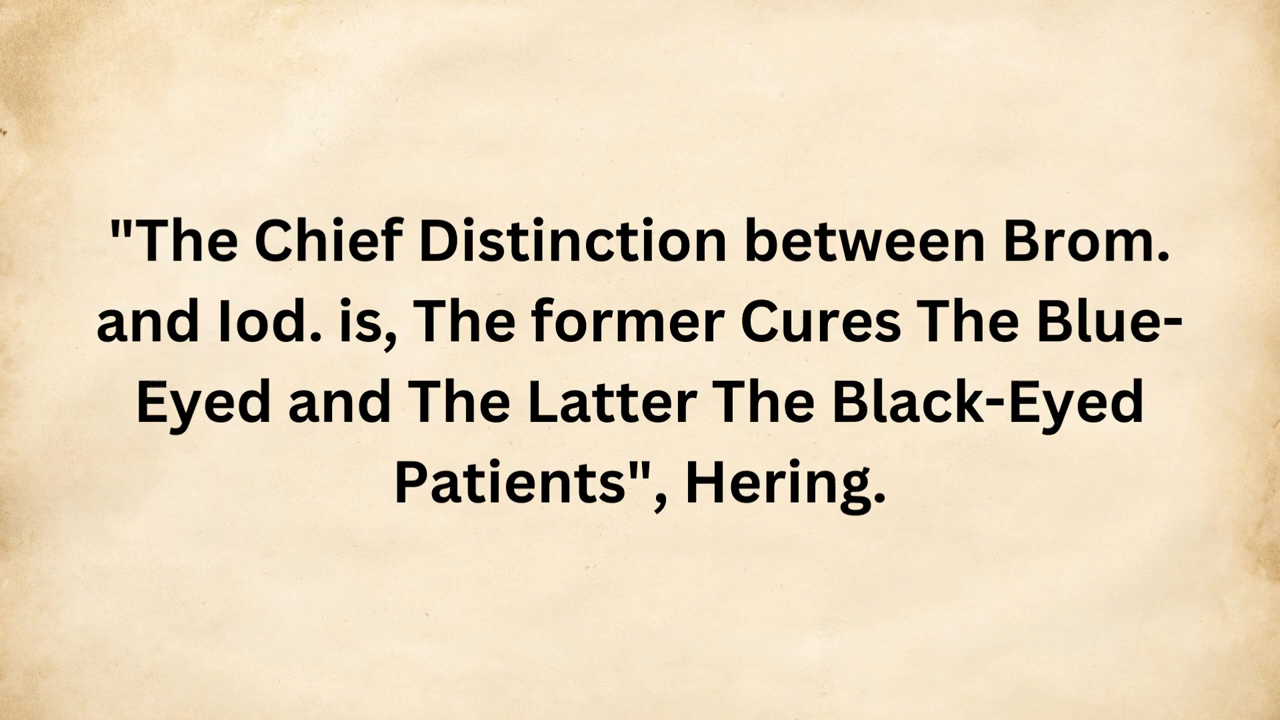 "The Chief Distinction between Brom.
and Iod. is, The former Cures The Blue-
Eyed and The Latter The Black-Eyed
Patients", Hering.